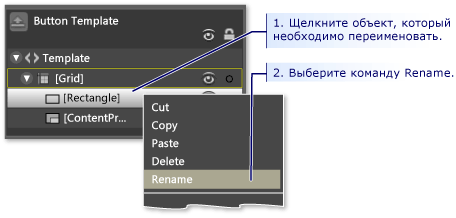 Button Template
Template
[Grid]
[Rectangle]
[ContentPr...
Cut
Copy
Paste
Delete
Rename
1. Щелкните объект, который
необходимо переименовать.
2. Выберите команду Rename.